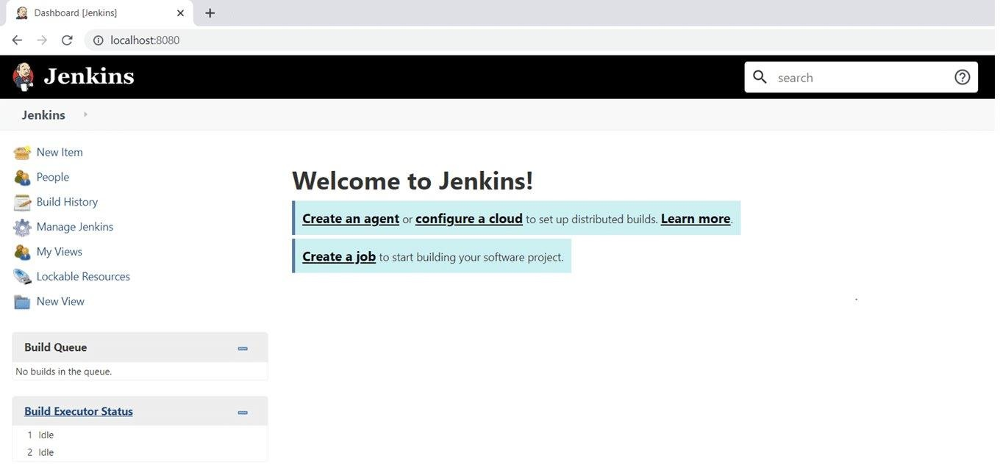 Dashboard [Jenkins]
localhost:8080
Jenkins
search
Jenkins
New Item
People
Build History
Manage Jenkins
My Views
Lockable Resources
New View
Welcome to Jenkins!
Create an agent or configure a cloud to set up distributed builds. Learn more.
Create a job to start building your software project.
Build Queue
No builds in the queue.
Build Executor Status
1 Idle
2 Idle